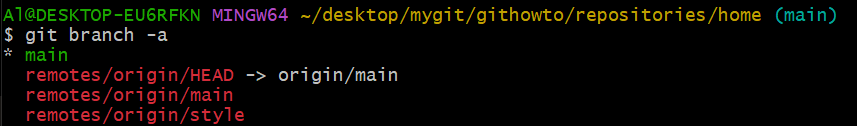 Al@DESKTOP-EU6RFKN MINGW64 ~/desktop/mygit/githowto/repositories/home (main)
$ git branch -a
* main
  remotes/origin/HEAD -> origin/main
  remotes/origin/main
  remotes/origin/style